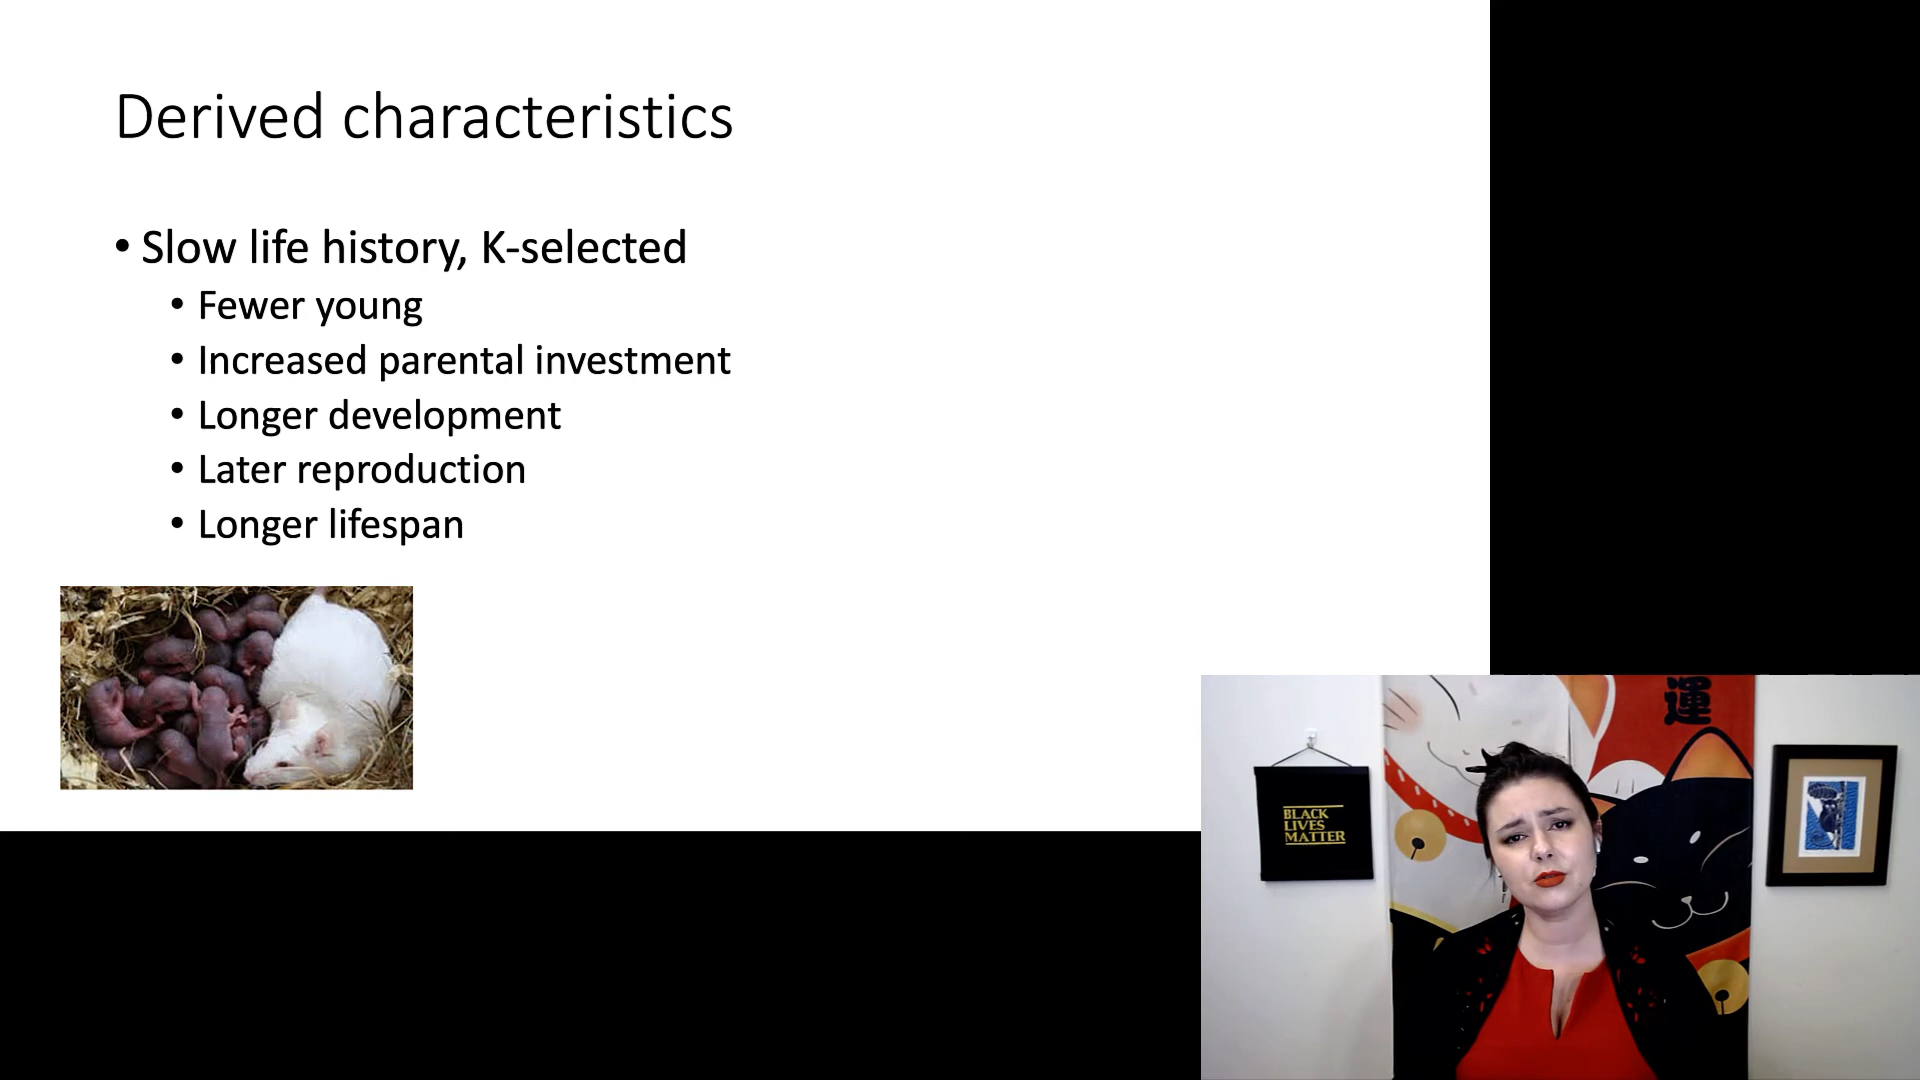 Derived characteristics
• Slow life history, K-selected
• Fewer young
• Increased parental investment
• Longer development
• Later reproduction
• Longer lifespan
運
BLACK
LIVES
MATTER